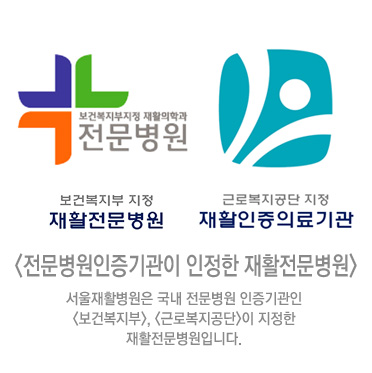 보건복지부지정 재활의학과
전문병원
보건복지부 지정
재활전문병원
근로복지공단 지정
재활인증의료기관
〈전문병원인증기관이 인정한 재활전문병원〉
서울재활병원은 국내 전문병원 인증기관인
〈보건복지부〉, 〈근로복지공단〉이 지정한
재활전문병원입니다.